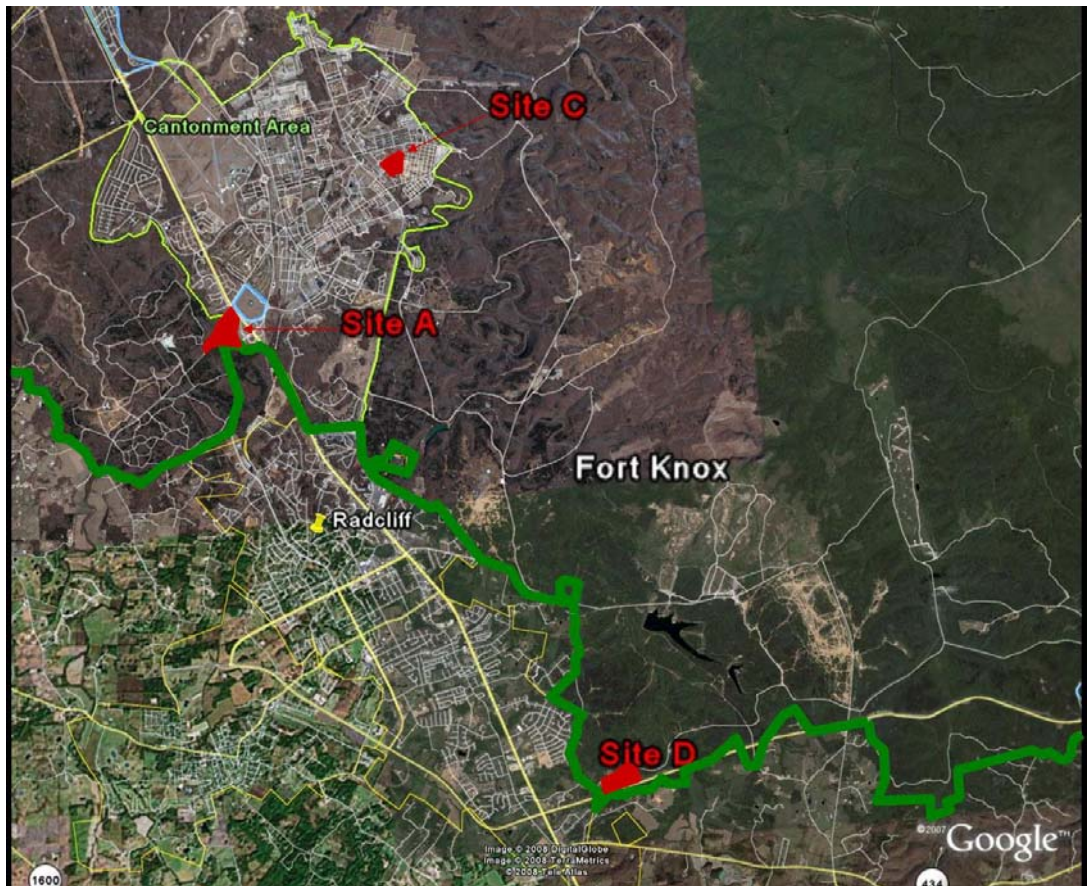 Site C
Cantonment Area
Site A
Fort Knox
Radcliff
Site D
©2007 Google™
Image © 2008 DigitalGlobe
Image © 2008 TerraMetrics
© 2008 Tele Atlas
1600
434